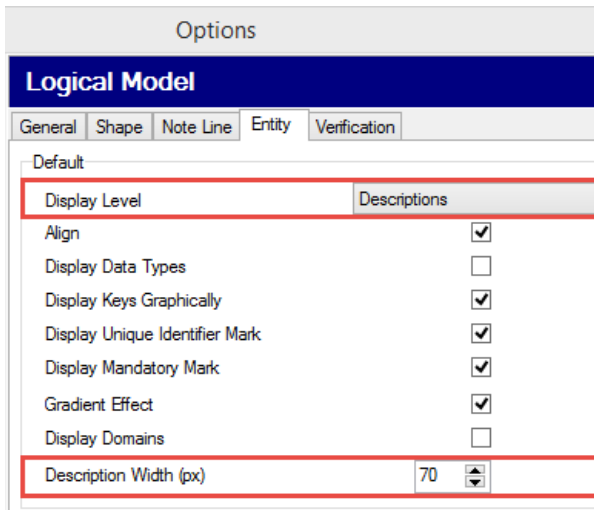 Options
Logical Model
General Shape Note Line Entity Verification
Default
Display Level Descriptions
Align
Display Data Types
Display Keys Graphically
Display Unique Identifier Mark
Display Mandatory Mark
Gradient Effect
Display Domains
Description Width (px) 70